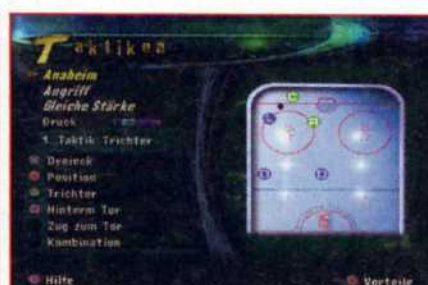 Taktiken
Anaheim
Angriff
Gleiche Stärke
Druck
1. Taktik Trichter
Dreieck
Position
Trichter
Hinterm Tor
Zug zum Tor
Kombination
Hilfe
Vorteile